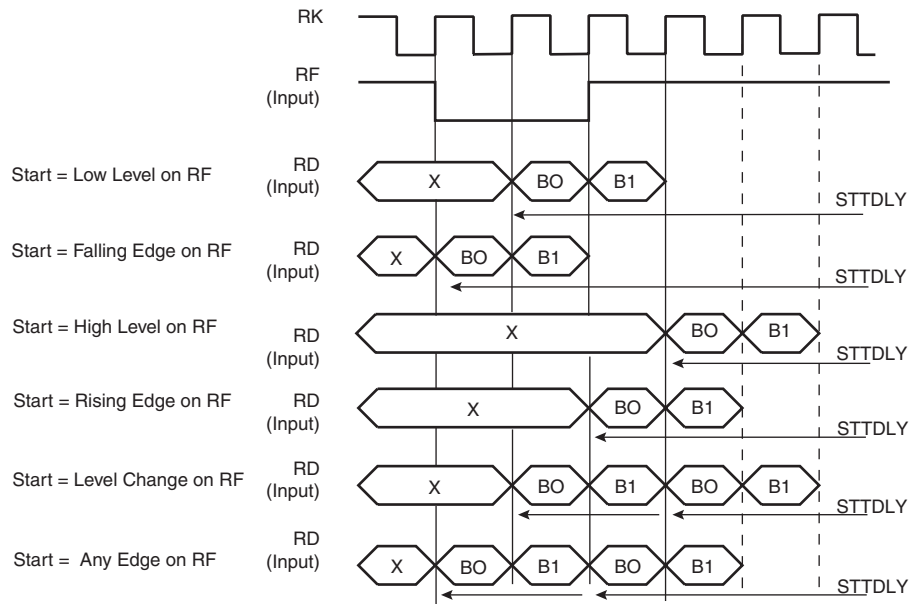 RK
RF
(Input)
Start = Low Level on RF
RD
(Input)
X
BO
B1
STTDLY
Start = Falling Edge on RF
RD
(Input)
X
BO
B1
STTDLY
Start = High Level on RF
RD
(Input)
X
BO
B1
STTDLY
Start = Rising Edge on RF
RD
(Input)
X
BO
B1
STTDLY
Start = Level Change on RF
RD
(Input)
X
BO
B1
BO
B1
STTDLY
Start = Any Edge on RF
RD
(Input)
X
BO
B1
BO
B1
STTDLY